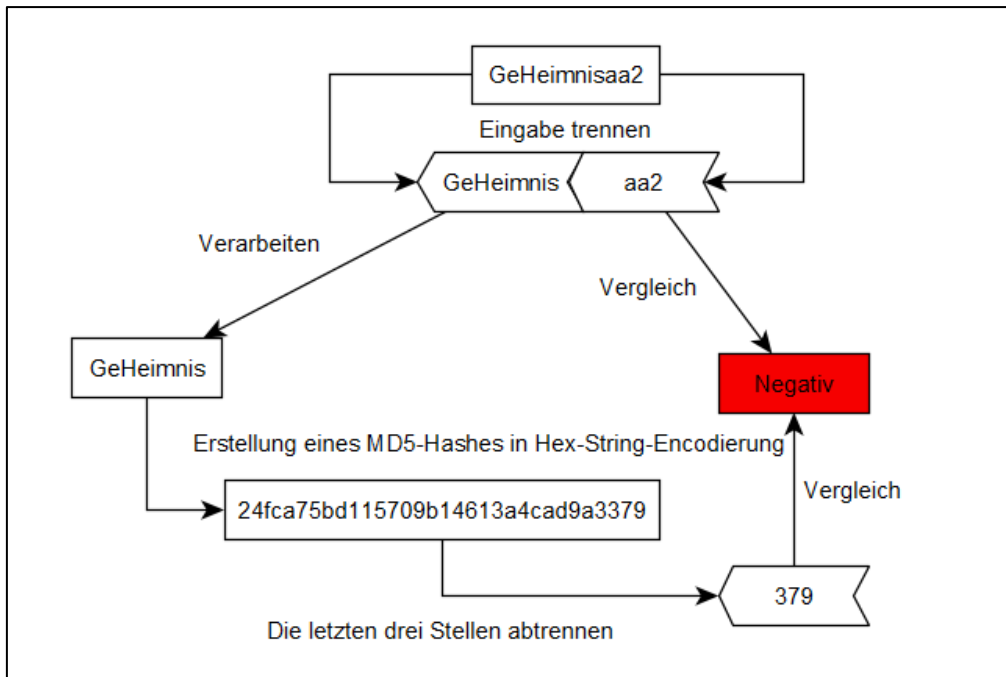 GeHeimnisaa2
Eingabe trennen
GeHeimnis
aa2
Verarbeiten
Vergleich
GeHeimnis
Negativ
Erstellung eines MD5-Hashes in Hex-String-Encodierung
24fca75bd115709b14613a4cad9a3379
Vergleich
379
Die letzten drei Stellen abtrennen